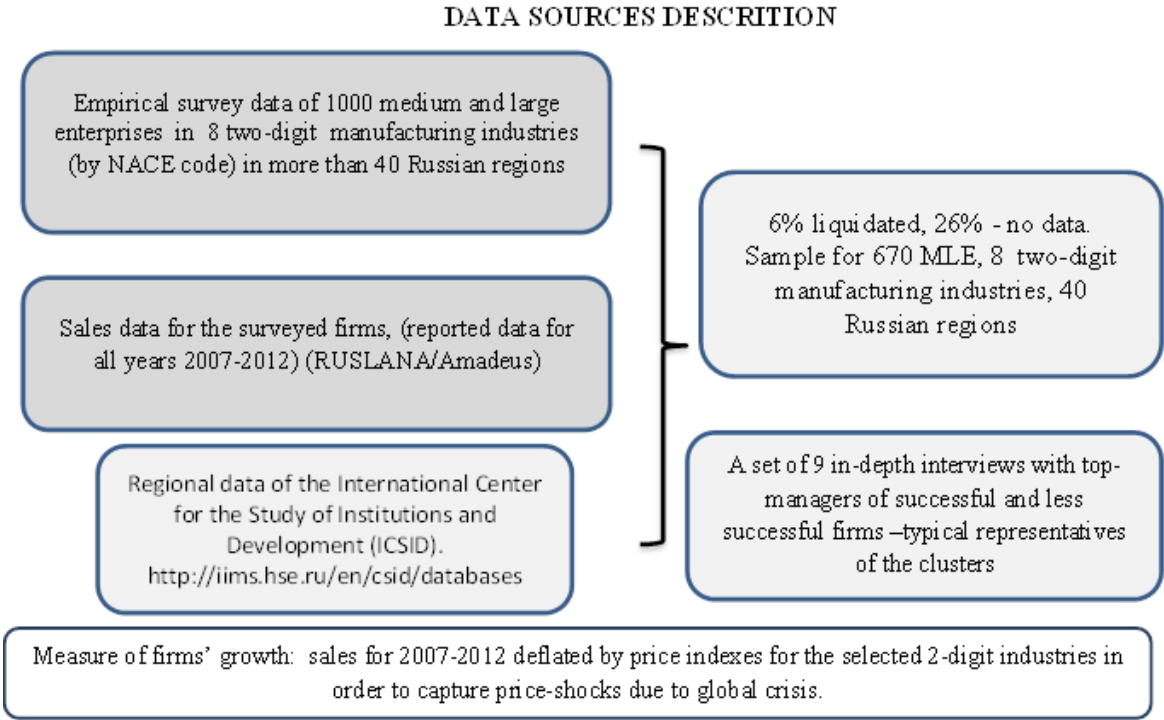 DATA SOURCES DESCRITION
Empirical survey data of 1000 medium and large
enterprises in 8 two-digit manufacturing industries
(by NACE code) in more than 40 Russian regions
Sales data for the surveyed firms, (reported data for
all years 2007-2012) (RUSLANA/Amadeus)
Regional data of the International Center
for the Study of Institutions and
Development (ICSID).
http://iims.hse.ru/en/csid/databases
6% liquidated, 26% - no data.
Sample for 670 MLE, 8 two-digit
manufacturing industries, 40
Russian regions
A set of 9 in-depth interviews with top-
managers of successful and less
successful firms –typical representatives
of the clusters
Measure of firms’ growth: sales for 2007-2012 deflated by price indexes for the selected 2-digit industries in
order to capture price-shocks due to global crisis.